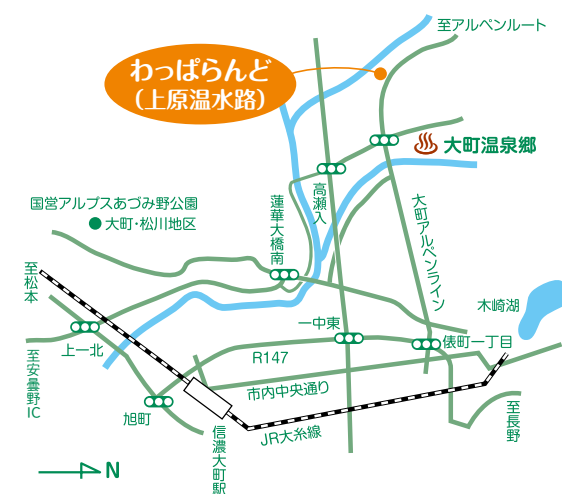 至アルペンルート
わっぱらんど
（上原温水路）
大町温泉郷
高瀬入
国営アルプスあづみ野公園
大町・松川地区
蓮華大橋南
大町アルペンライン
至松本
木崎湖
一中東
俵町一丁目
上一北
R147
至安曇野IC
市内中央通り
旭町
至長野
信濃大町駅
JR大糸線
N